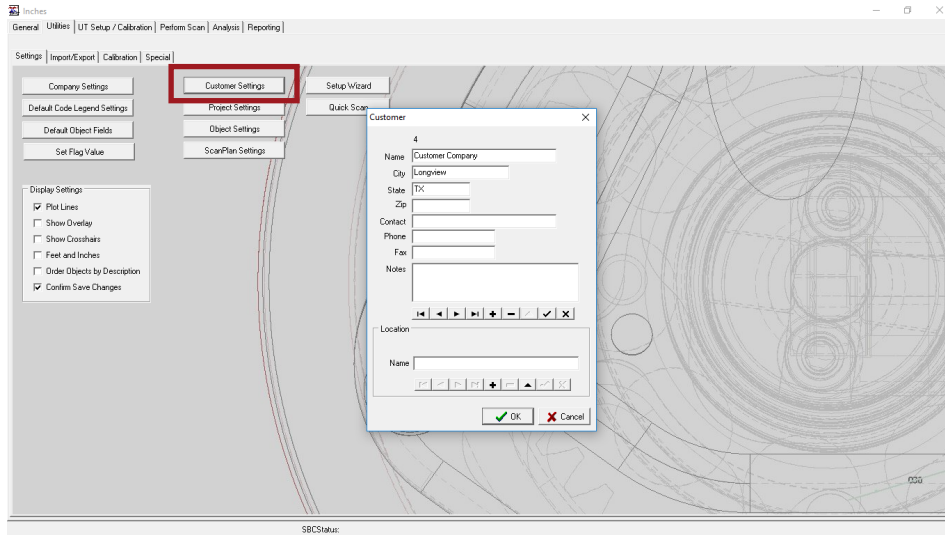 Inches
General Utilities UT Setup / Calibration Perform Scan Analysis Reporting
Settings Import/Export Calibration Special
Company Settings Customer Settings Setup Wizard
Default Code Legend Settings Project Settings Quick Scan
Default Object Fields Object Settings
Set Flag Value ScanPlan Settings
Display Settings
Plot Lines
Show Overlay
Show Crosshairs
Feet and Inches
Order Objects by Description
Confirm Save Changes
Customer
4
Name Customer Company
City Longview
State TX
Zip
Contact
Phone
Fax
Notes
Location
Name
OK Cancel
SBCStatus: